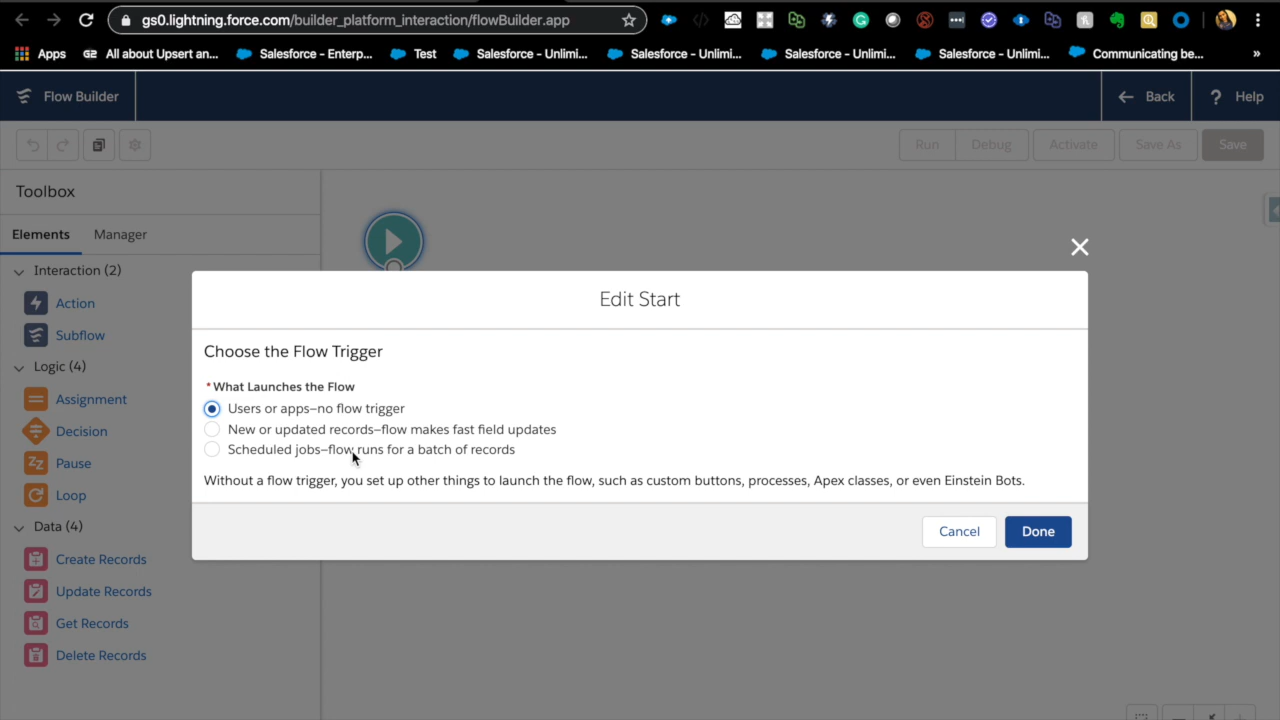 gs0.lightning.force.com/builder_platform_interaction/flowBuilder.app
Apps
G2 All about Upsert an...
Salesforce – Enterp...
Test
Salesforce – Unlimi...
Salesforce – Unlimi...
Salesforce – Unlimi...
Salesforce – Unlimi...
Communicating be...
»
Flow Builder
Back
? Help
Run
Debug
Activate
Save As
Save
Toolbox
Elements
Manager
Interaction (2)
Action
Subflow
Logic (4)
Assignment
Decision
Pause
Loop
Data (4)
Create Records
Update Records
Get Records
Delete Records
Edit Start
Choose the Flow Trigger
*What Launches the Flow
Users or apps—no flow trigger
New or updated records—flow makes fast field updates
Scheduled jobs—flow runs for a batch of records
Without a flow trigger, you set up other things to launch the flow, such as custom buttons, processes, Apex classes, or even Einstein Bots.
Cancel
Done